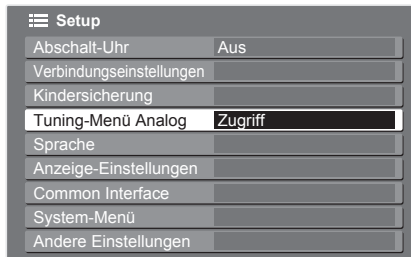 Setup
Abschalt-Uhr Aus
Verbindungseinstellungen
Kindersicherung
Tuning-Menü Analog Zugriff
Sprache
Anzeige-Einstellungen
Common Interface
System-Menü
Andere Einstellungen